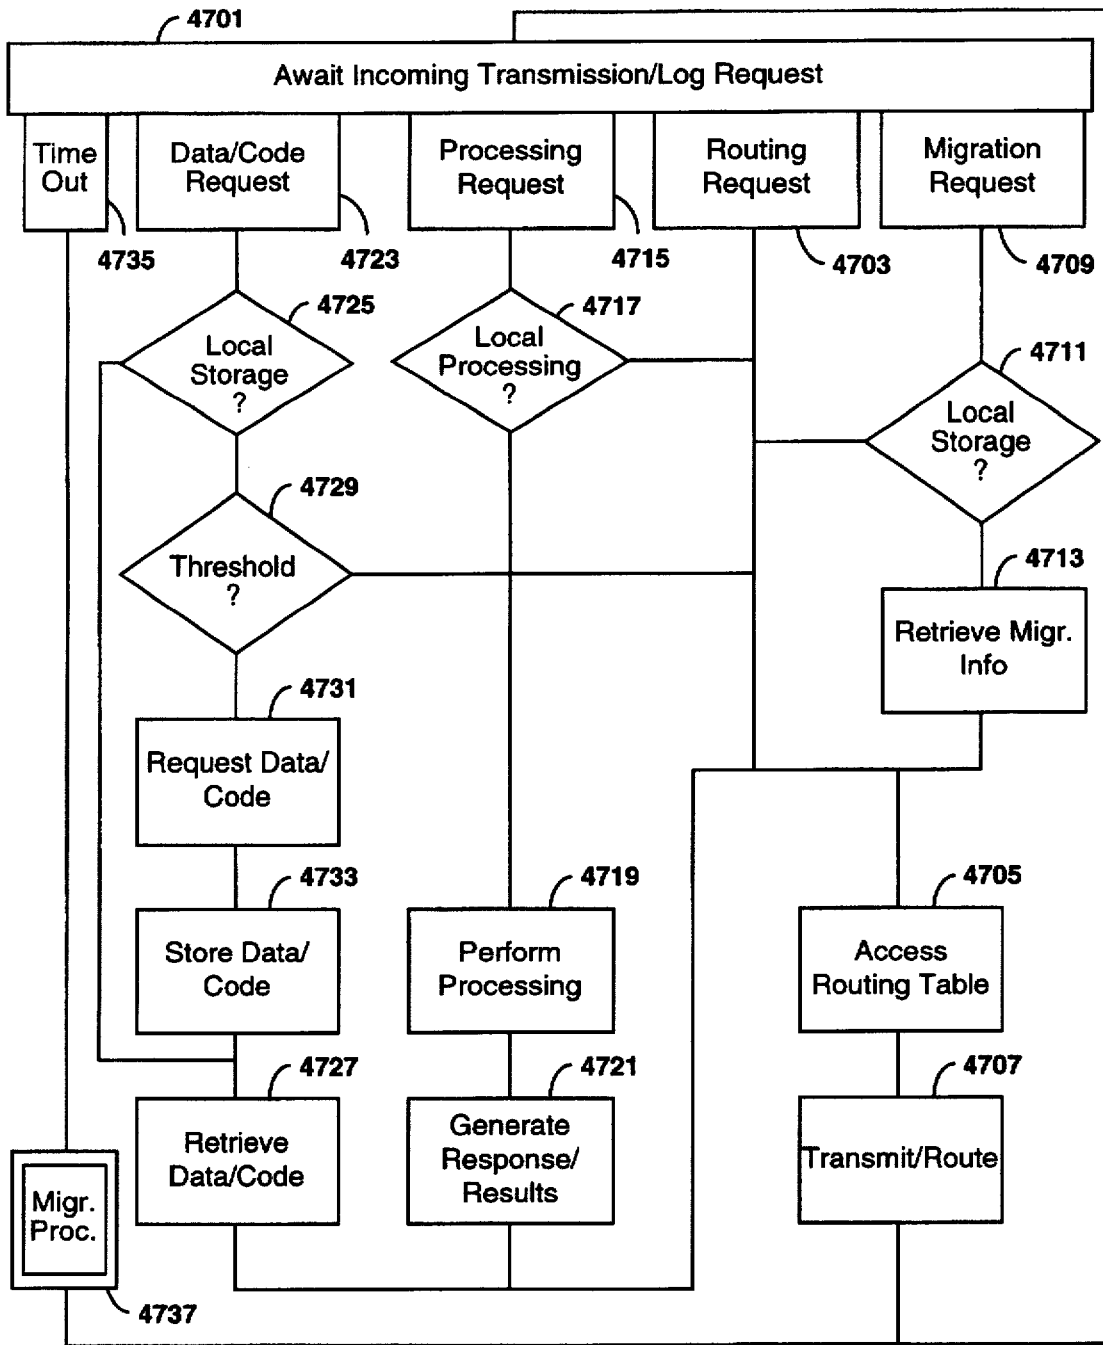 4701
Await Incoming Transmission/Log Request
Time
Out
4735
Data/Code
Request
4723
Processing
Request
4715
Routing
Request
4703
Migration
Request
4709
4725
Local
Storage
?
4717
Local
Processing
?
4711
Local
Storage
?
4729
Threshold
?
4713
Retrieve Migr.
Info
4731
Request Data/
Code
4733
Store Data/
Code
4719
Perform
Processing
4705
Access
Routing Table
4727
Retrieve
Data/Code
4721
Generate
Response/
Results
4707
Transmit/Route
Migr.
Proc.
4737